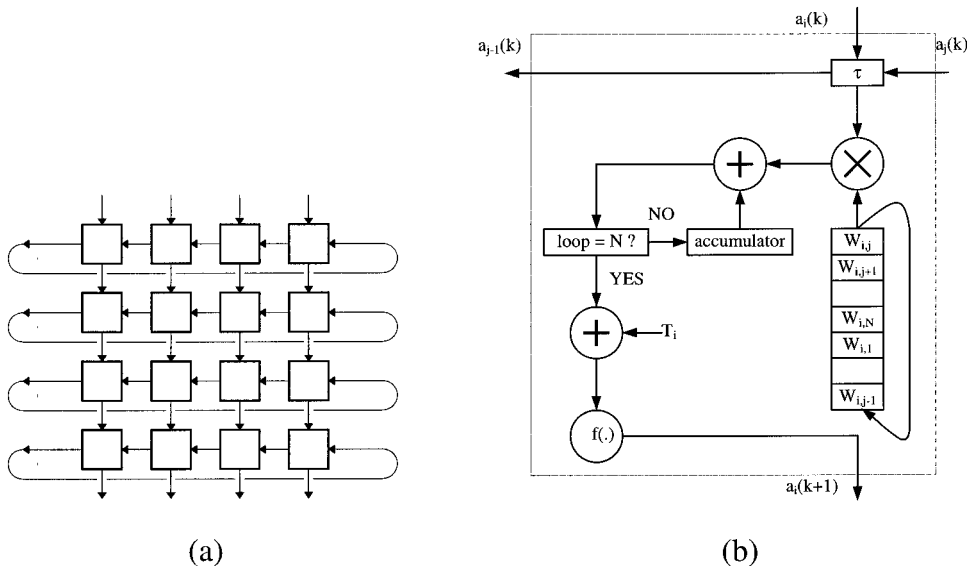 a_i(k)
a_{j-1}(k)
a_j(k)
τ
+
×
NO
loop = N ?
accumulator
W_{i,j}
W_{i,j+1}
YES
W_{i,N}
+
T_i
W_{i,1}
W_{i,j-1}
f(.)
a_i(k+1)
(a)
(b)